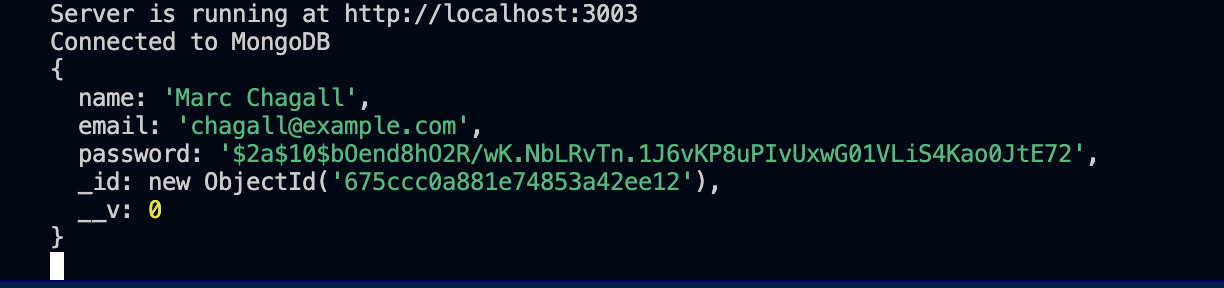 Server is running at http://localhost:3003
Connected to MongoDB
{
  name: 'Marc Chagall',
  email: 'chagall@example.com',
  password: '$2a$10$bOend8hO2R/wK.NbLRvTn.1J6vKP8uPIvUxwG01VLiS4Kao0JtE72',
  _id: new ObjectId('675ccc0a881e74853a42ee12'),
  __v: 0
}